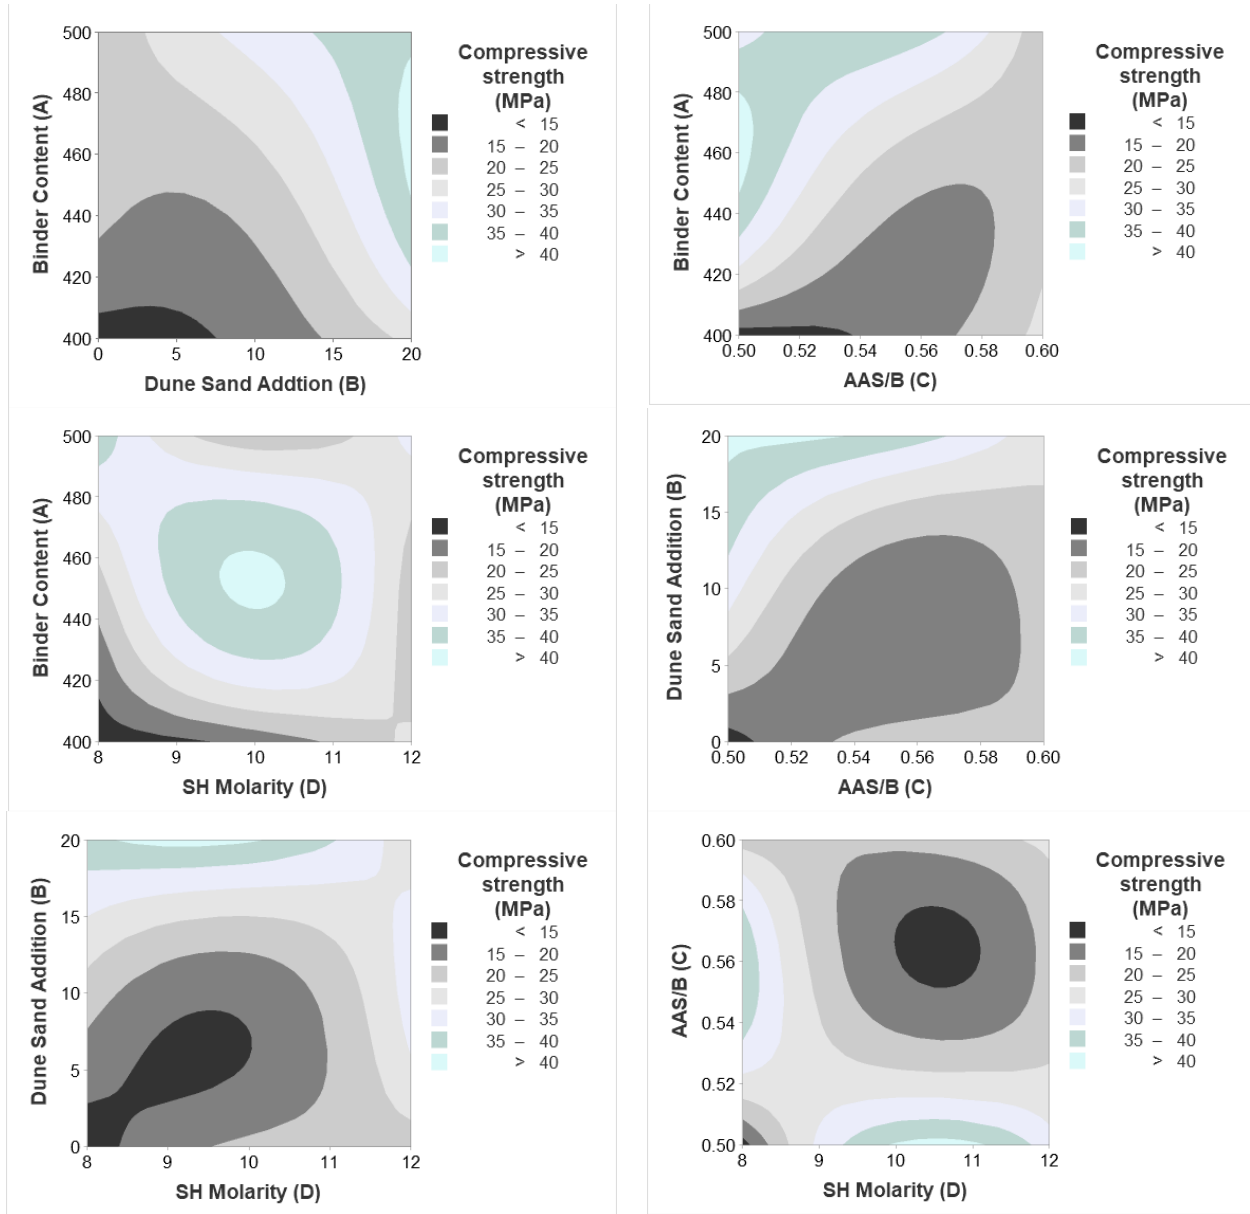 500
480
460
440
420
400
Binder Content (A)
0
5
10
15
20
Dune Sand Addtion (B)
Compressive
strength
(MPa)
< 15
15 – 20
20 – 25
25 – 30
30 – 35
35 – 40
> 40
500
480
460
440
420
400
Binder Content (A)
0.50
0.52
0.54
0.56
0.58
0.60
AAS/B (C)
Compressive
strength
(MPa)
< 15
15 – 20
20 – 25
25 – 30
30 – 35
35 – 40
> 40
500
480
460
440
420
400
Binder Content (A)
8
9
10
11
12
SH Molarity (D)
Compressive
strength
(MPa)
< 15
15 – 20
20 – 25
25 – 30
30 – 35
35 – 40
> 40
20
15
10
5
0
Dune Sand Addition (B)
0.50
0.52
0.54
0.56
0.58
0.60
AAS/B (C)
Compressive
strength
(MPa)
< 15
15 – 20
20 – 25
25 – 30
30 – 35
35 – 40
> 40
20
15
10
5
0
Dune Sand Addition (B)
8
9
10
11
12
SH Molarity (D)
Compressive
strength
(MPa)
< 15
15 – 20
20 – 25
25 – 30
30 – 35
35 – 40
> 40
0.60
0.58
0.56
0.54
0.52
0.50
AAS/B (C)
8
9
10
11
12
SH Molarity (D)
Compressive
strength
(MPa)
< 15
15 – 20
20 – 25
25 – 30
30 – 35
35 – 40
> 40